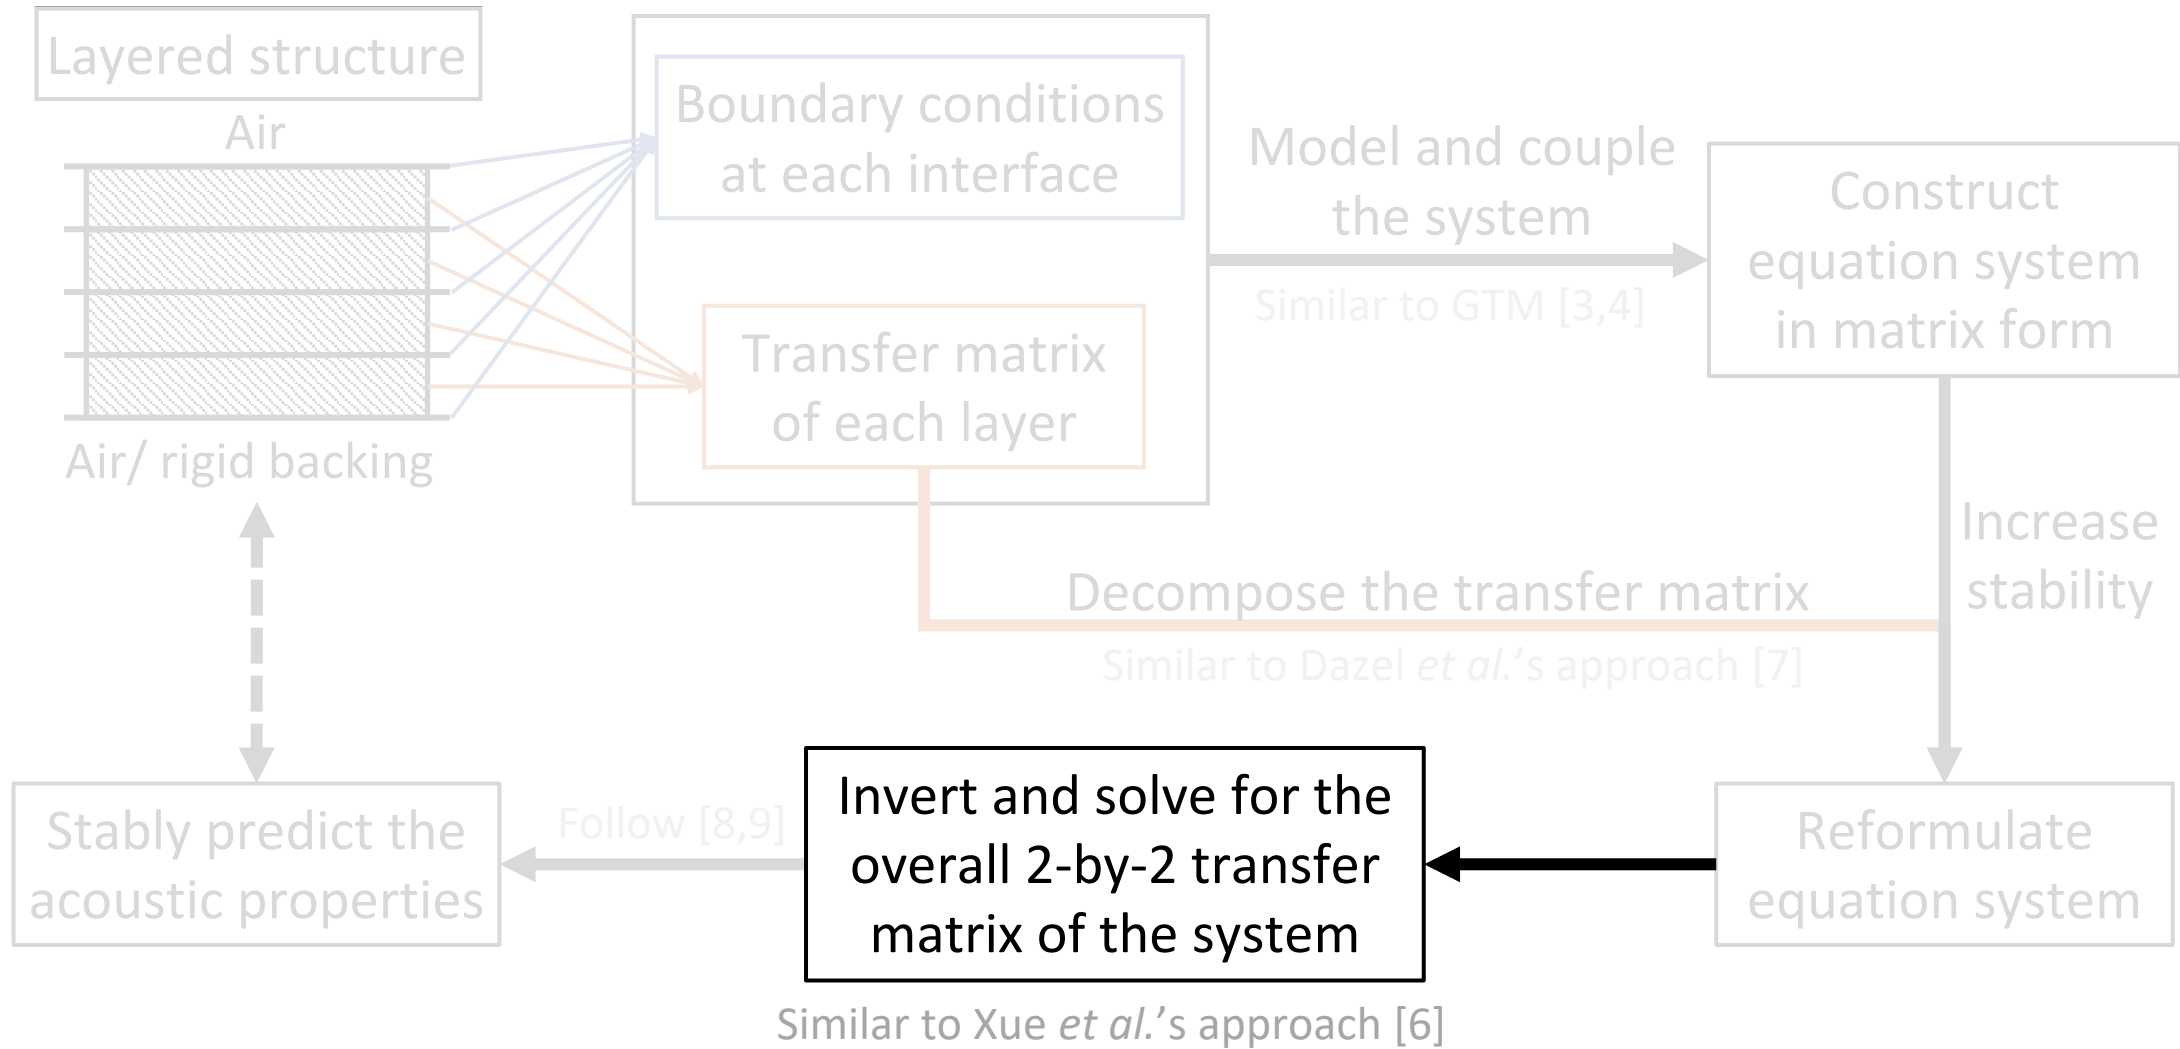 Layered structure
Air
Air/ rigid backing
Boundary conditions
at each interface
Transfer matrix
of each layer
Model and couple
the system
Similar to GTM [3,4]
Construct
equation system
in matrix form
Increase
stability
Decompose the transfer matrix
Similar to Dazel et al.’s approach [7]
Reformulate
equation system
Invert and solve for the
overall 2-by-2 transfer
matrix of the system
Similar to Xue et al.’s approach [6]
Follow [8,9]
Stably predict the
acoustic properties